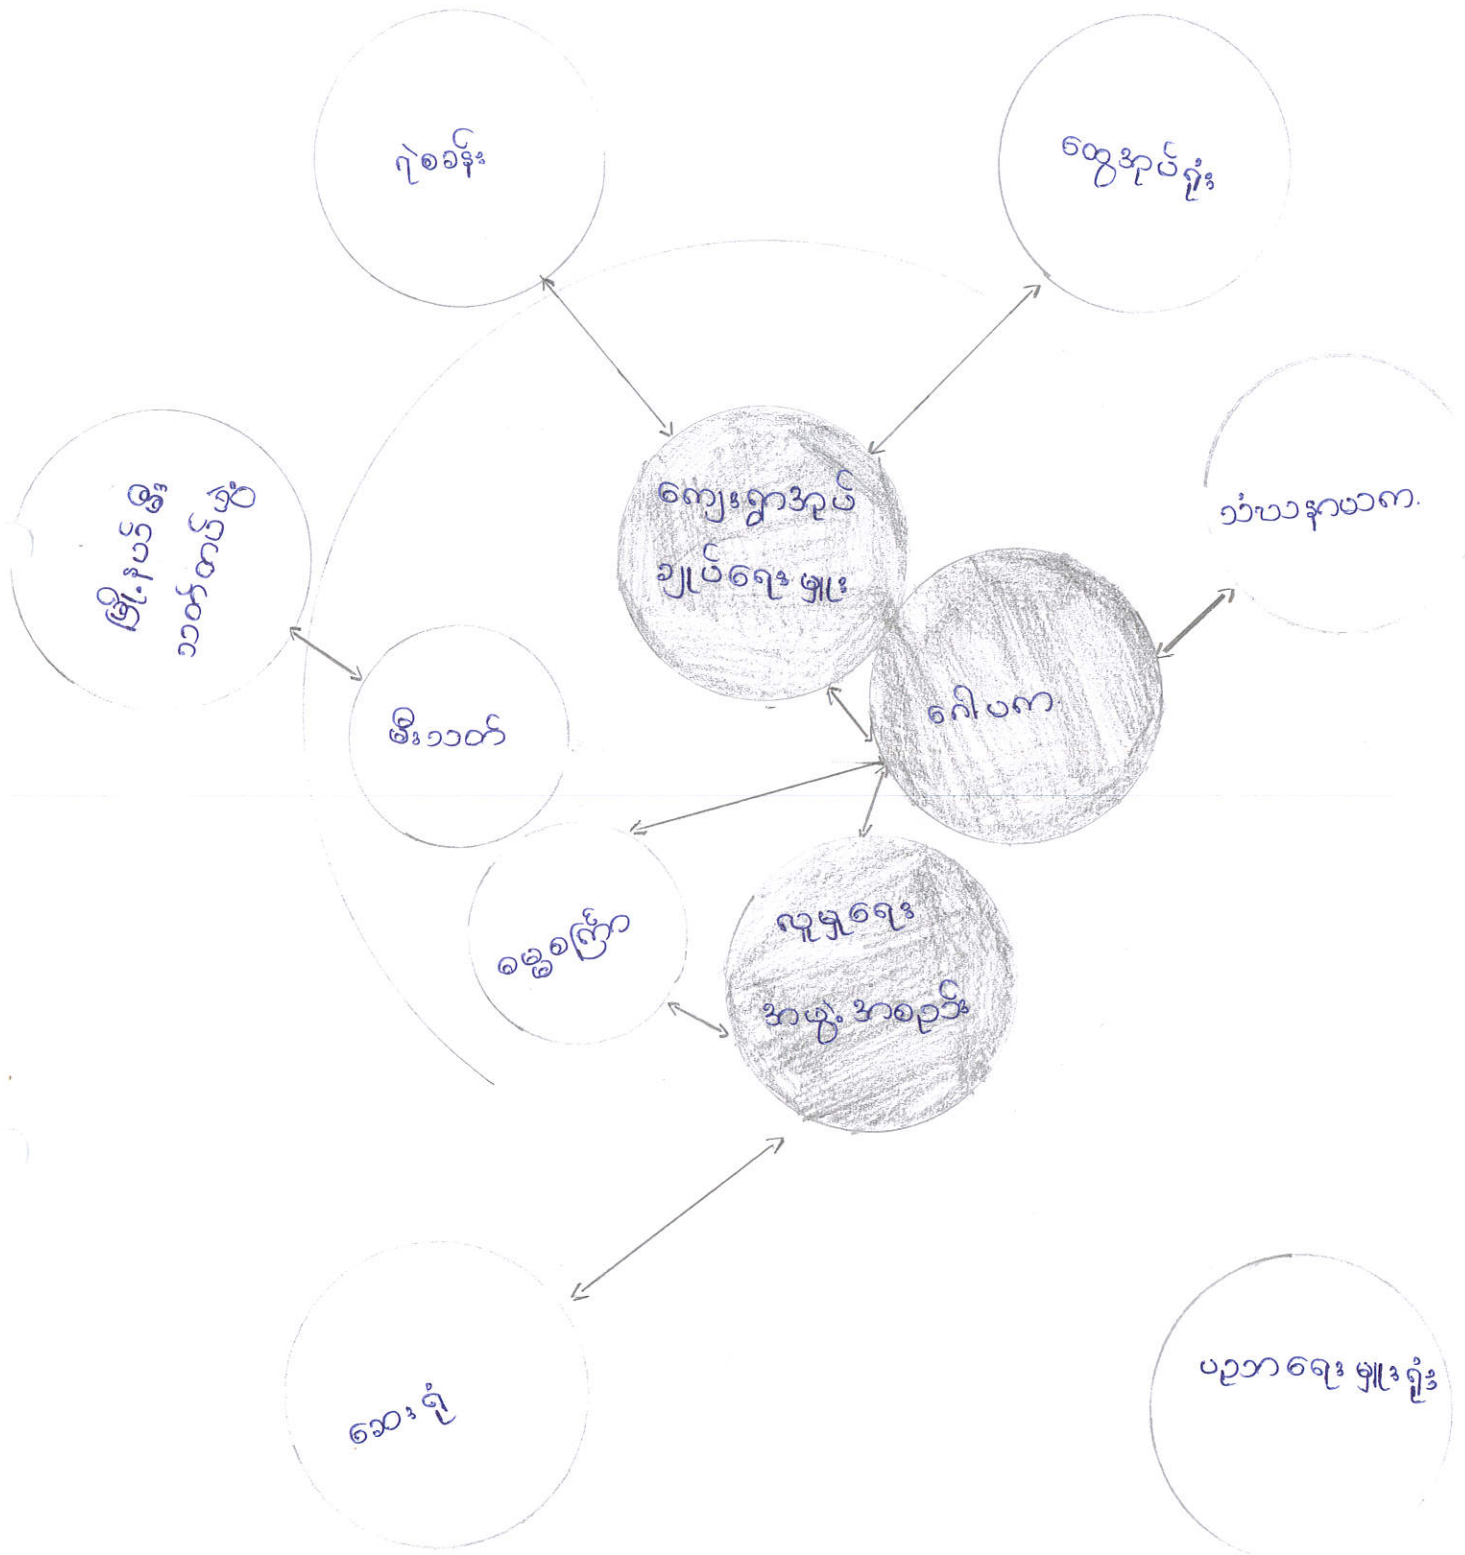 ရဲစခန်း
ထွေအုပ်ရုံး
ကျေးရွာအုပ်
ချုပ်ရေးမှူး
သံဃနာယက
မြို့နယ်မီး
သတ်တပ်ဖွဲ့
ဂေါပက
မီးသတ်
ဓမ္မစကြာ
လူမှုရေး
အဖွဲ့အစည်း
ဆေးရုံ
ပညာရေးမှူးရုံး